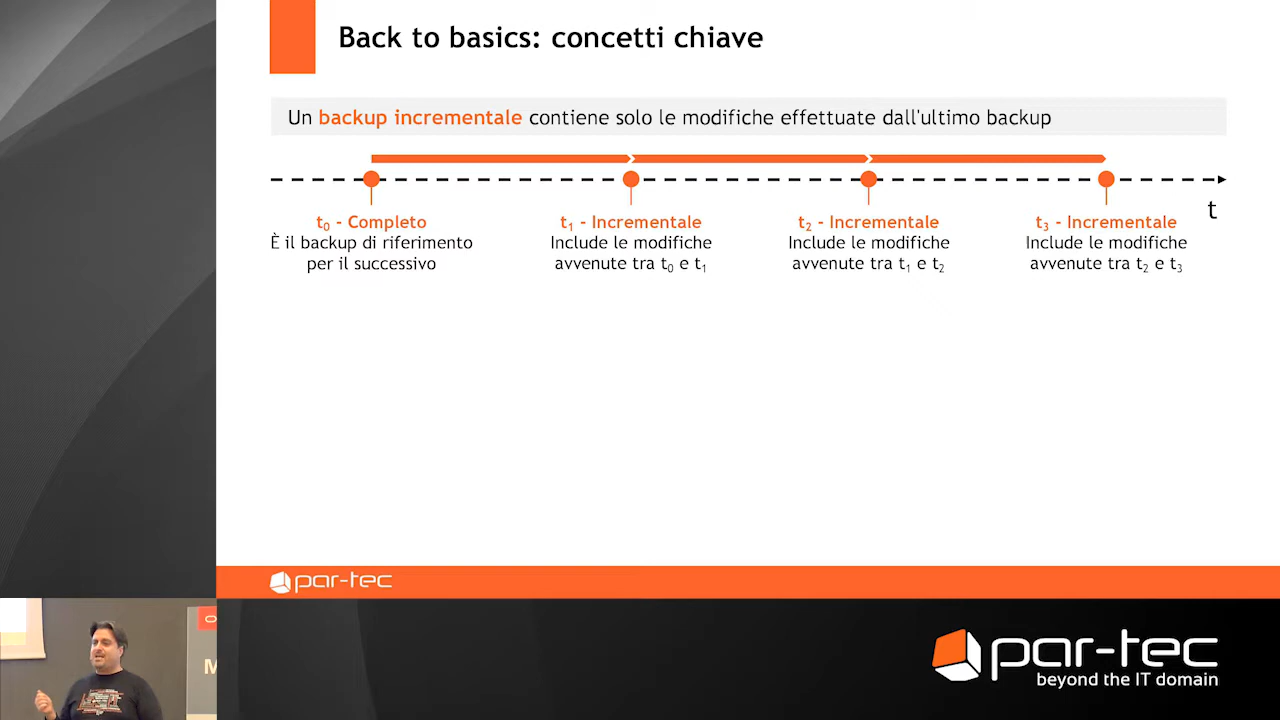 Back to basics: concetti chiave
Un backup incrementale contiene solo le modifiche effettuate dall'ultimo backup
t
t₀ - Completo
È il backup di riferimento
per il successivo
t₁ - Incrementale
Include le modifiche
avvenute tra t₀ e t₁
t₂ - Incrementale
Include le modifiche
avvenute tra t₁ e t₂
t₃ - Incrementale
Include le modifiche
avvenute tra t₂ e t₃
par-tec
M
par-tec
beyond the IT domain